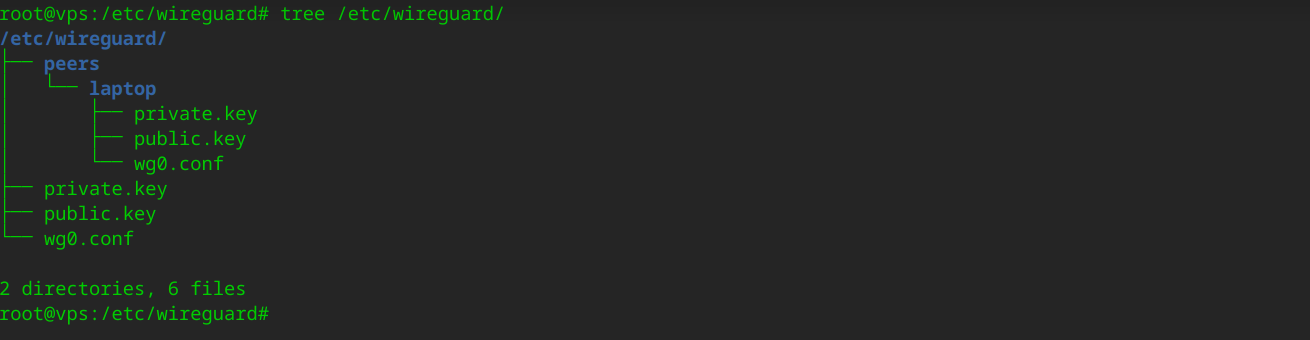 root@vps:/etc/wireguard# tree /etc/wireguard/
/etc/wireguard/
├── peers
│   └── laptop
│       ├── private.key
│       ├── public.key
│       └── wg0.conf
├── private.key
├── public.key
└── wg0.conf

2 directories, 6 files
root@vps:/etc/wireguard#